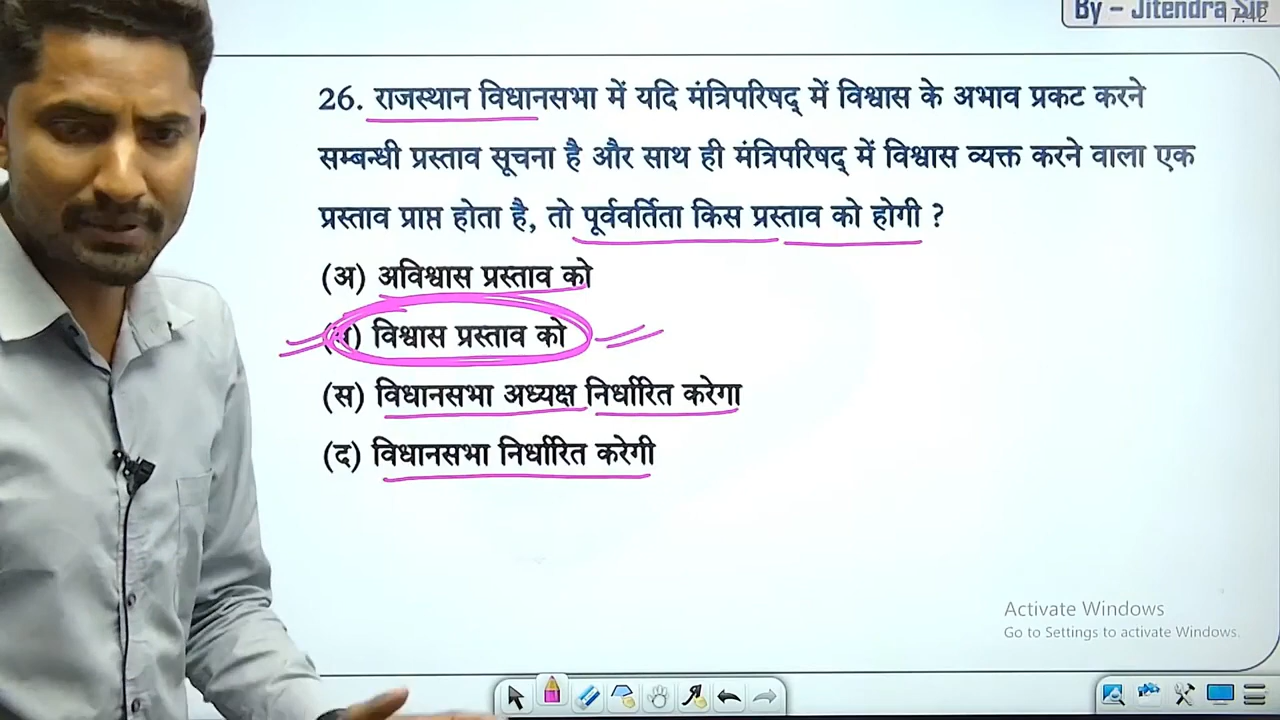 By – Jitendra Sir
26. राजस्थान विधानसभा में यदि मंत्रिपरिषद् में विश्वास के अभाव प्रकट करने
सम्बन्धी प्रस्ताव सूचना है और साथ ही मंत्रिपरिषद् में विश्वास व्यक्त करने वाला एक
प्रस्ताव प्राप्त होता है, तो पूर्ववर्तिता किस प्रस्ताव को होगी ?
(अ) अविश्वास प्रस्ताव को
विश्वास प्रस्ताव को
(स) विधानसभा अध्यक्ष निर्धारित करेगा
(द) विधानसभा निर्धारित करेगी
Activate Windows
Go to Settings to activate Windows.